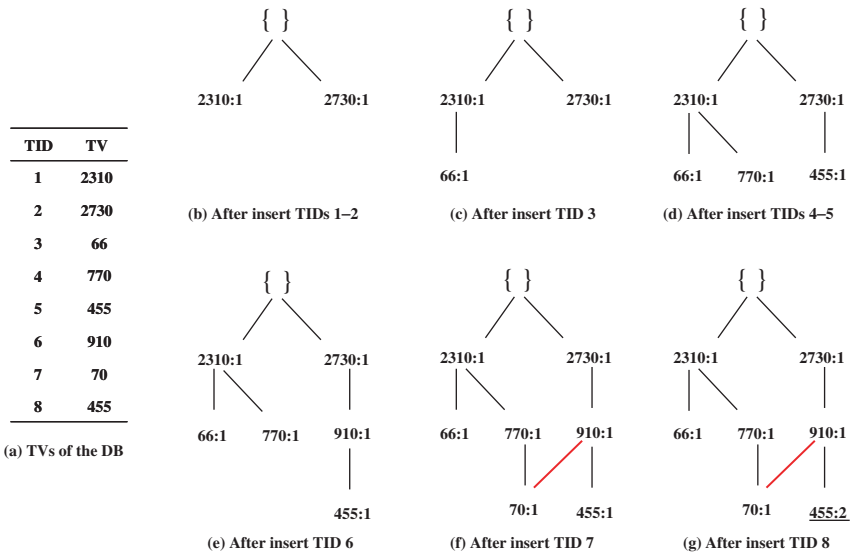 TID TV
1 2310
2 2730
3 66
4 770
5 455
6 910
7 70
8 455
(a) TVs of the DB
{ }
2310:1 2730:1
(b) After insert TIDs 1–2
{ }
2310:1 2730:1
66:1
(c) After insert TID 3
{ }
2310:1 2730:1
66:1 770:1 455:1
(d) After insert TIDs 4–5
{ }
2310:1 2730:1
66:1 770:1 910:1
455:1
(e) After insert TID 6
{ }
2310:1 2730:1
66:1 770:1 910:1
70:1 455:1
(f) After insert TID 7
{ }
2310:1 2730:1
66:1 770:1 910:1
70:1 455:2
(g) After insert TID 8